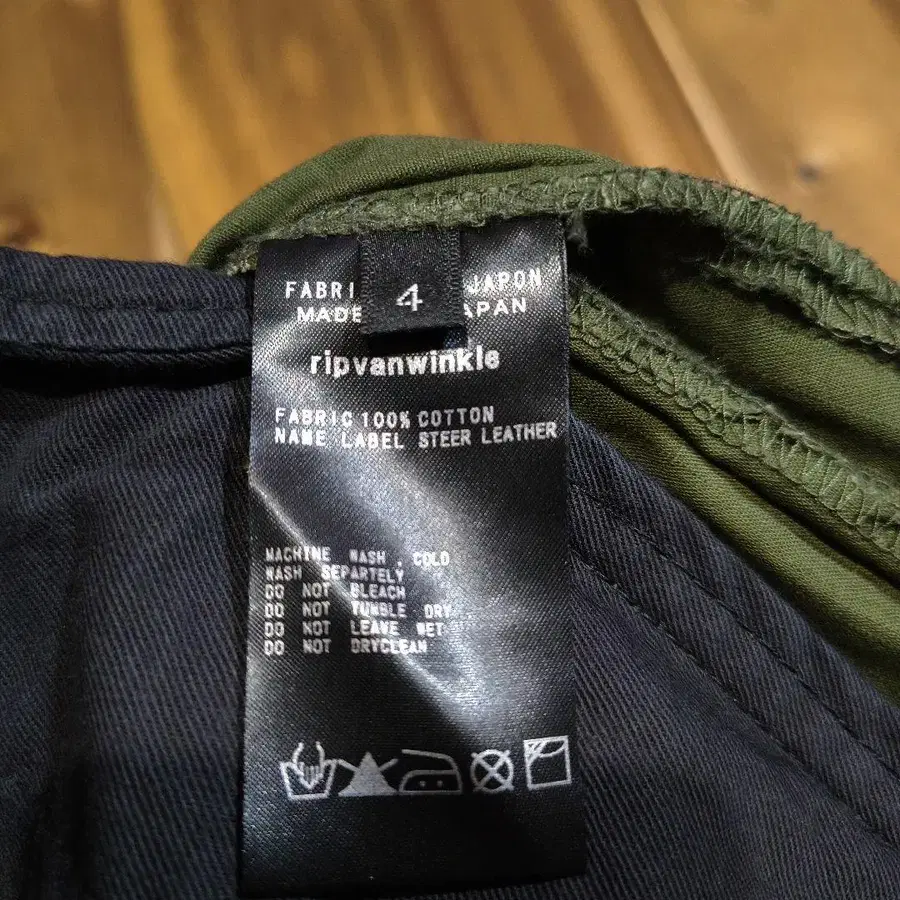 FABRI JAPON
MADE APAN
4
ripvanwinkle
FABRIC 100% COTTON
NAME LABEL STEER LEATHER
MACHINE WASH , COLD
WASH SEPARTELY
DO NOT BLEACH
DO NOT TUMBLE DRY
DO NOT LEAVE WET
DO NOT DRYCLEAN